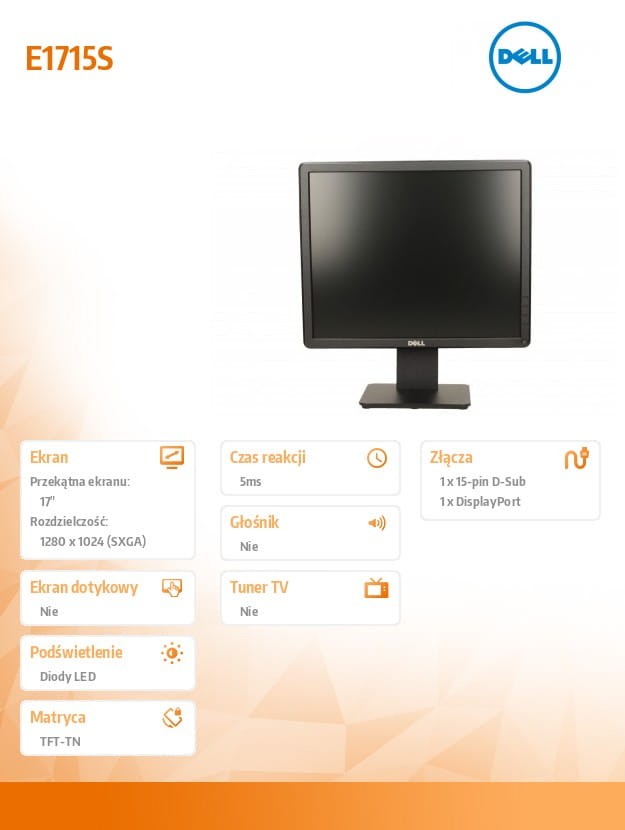 E1715S
DELL
DELL
Ekran
Przekątna ekranu:
17"
Rozdzielczość:
1280 x 1024 (SXGA)
Ekran dotykowy
Nie
Podświetlenie
Diody LED
Matryca
TFT-TN
Czas reakcji
5ms
Głośnik
Nie
Tuner TV
Nie
Złącza
1 x 15-pin D-Sub
1 x DisplayPort